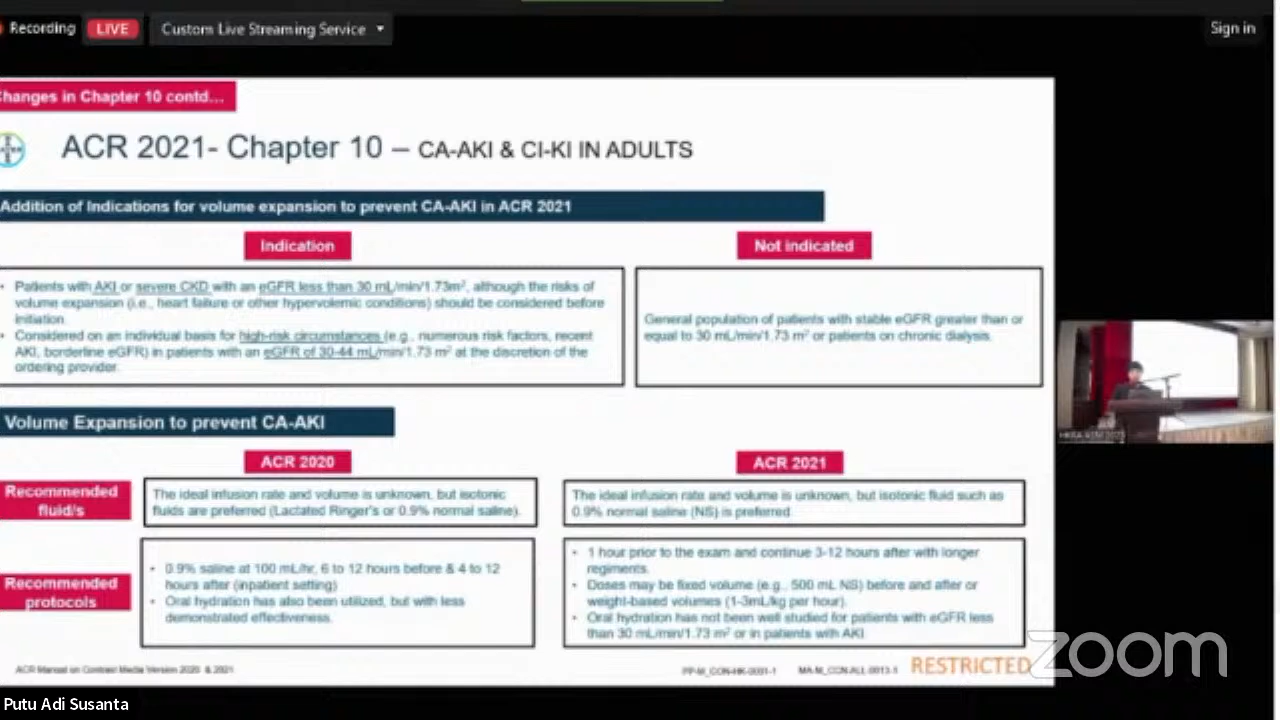 Recording
LIVE
Custom Live Streaming Service
Sign in
Changes in Chapter 10 contd...
ACR 2021- Chapter 10 – CA-AKI & CI-KI IN ADULTS
Addition of Indications for volume expansion to prevent CA-AKI in ACR 2021
Indication
Not indicated
• Patients with AKI or severe CKD with an eGFR less than 30 mL/min/1.73m², although the risks of
volume expansion (i.e., heart failure or other hypervolemic conditions) should be considered before
initiation.
• Considered on an individual basis for high-risk circumstances (e.g., numerous risk factors, recent
AKI, borderline eGFR) in patients with an eGFR of 30-44 mL/min/1.73 m² at the discretion of the
ordering provider.
General population of patients with stable eGFR greater than or
equal to 30 mL/min/1.73 m² or patients on chronic dialysis.
Volume Expansion to prevent CA-AKI
ACR 2020
ACR 2021
Recommended
fluid/s
The ideal infusion rate and volume is unknown, but isotonic
fluids are preferred (Lactated Ringer's or 0.9% normal saline).
The ideal infusion rate and volume is unknown, but isotonic fluid such as
0.9% normal saline (NS) is preferred
Recommended
protocols
• 0.9% saline at 100 mL/hr, 6 to 12 hours before & 4 to 12
hours after (inpatient setting)
• Oral hydration has also been utilized, but with less
demonstrated effectiveness.
• 1 hour prior to the exam and continue 3-12 hours after with longer
regiments.
• Doses may be fixed volume (e.g., 500 mL NS) before and after or
weight-based volumes (1-3mL/kg per hour).
• Oral hydration has not been well studied for patients with eGFR less
than 30 mL/min/1.73 m² or in patients with AKI
ACR Manual on Contrast Media Version 2020 & 2021
RESTRICTED
zoom
Putu Adi Susanta